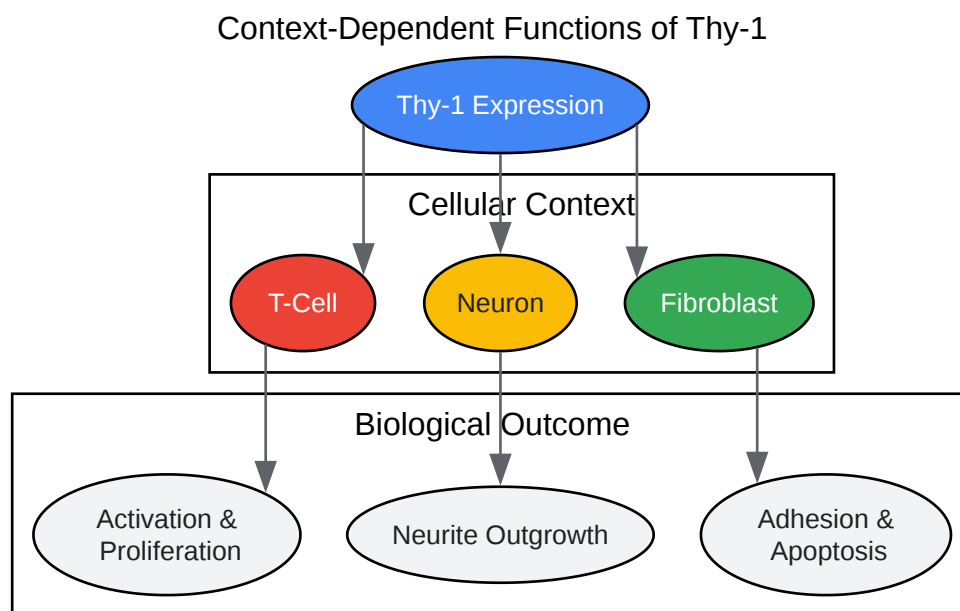 Context-Dependent Functions of Thy-1
Thy-1 Expression
Cellular Context
T-Cell
Neuron
Fibroblast
Biological Outcome
Activation &
Proliferation
Neurite Outgrowth
Adhesion &
Apoptosis